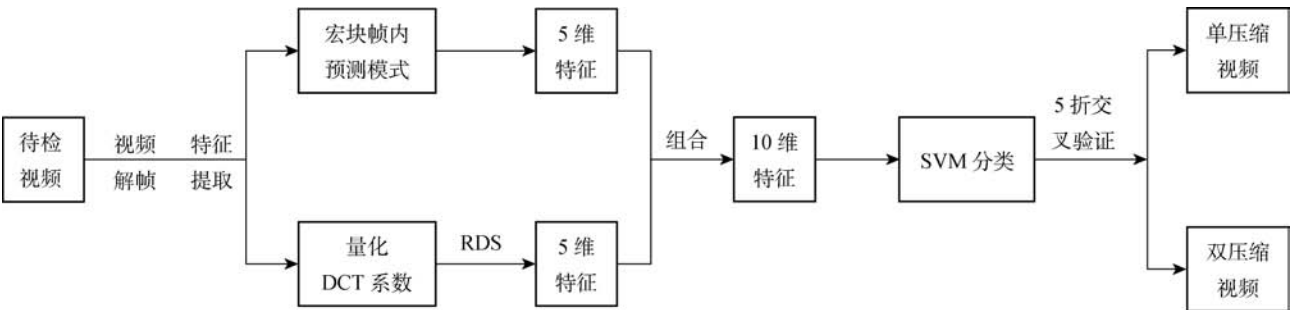 待检
视频
视频 特征
解帧 提取
宏块帧内
预测模式
5 维
特征
量化
DCT 系数
RDS
5 维
特征
组合
10 维
特征
SVM 分类
5 折交
叉验证
单压缩
视频
双压缩
视频